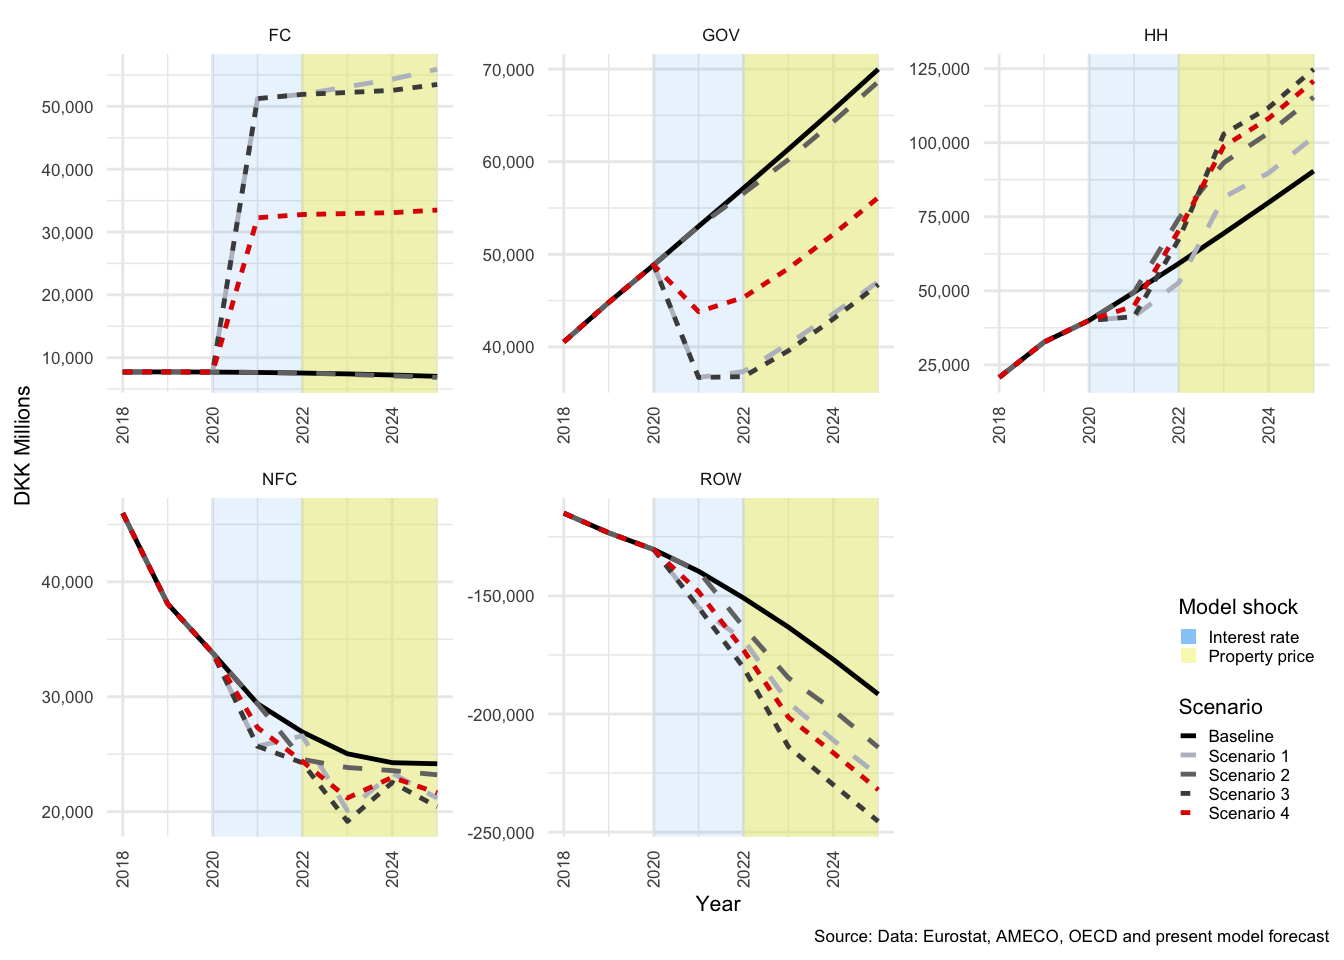 FC
GOV
HH
50,000
40,000
30,000
20,000
10,000
70,000
60,000
50,000
40,000
125,000
100,000
75,000
50,000
25,000
2018
2020
2022
2024
2018
2020
2022
2024
2018
2020
2022
2024
DKK Millions
NFC
ROW
40,000
30,000
20,000
-150,000
-200,000
-250,000
2018
2020
2022
2024
2018
2020
2022
2024
Year
Model shock
Interest rate
Property price
Scenario
Baseline
Scenario 1
Scenario 2
Scenario 3
Scenario 4
Source: Data: Eurostat, AMECO, OECD and present model forecast